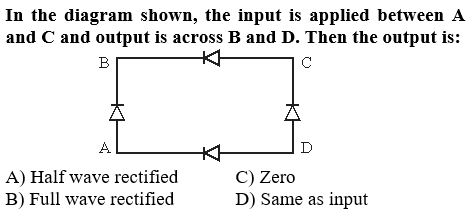 In the diagram shown, the input is applied between A
and C and output is across B and D. Then the output is:
B
C
A
D
A) Half wave rectified
C) Zero
B) Full wave rectified
D) Same as input